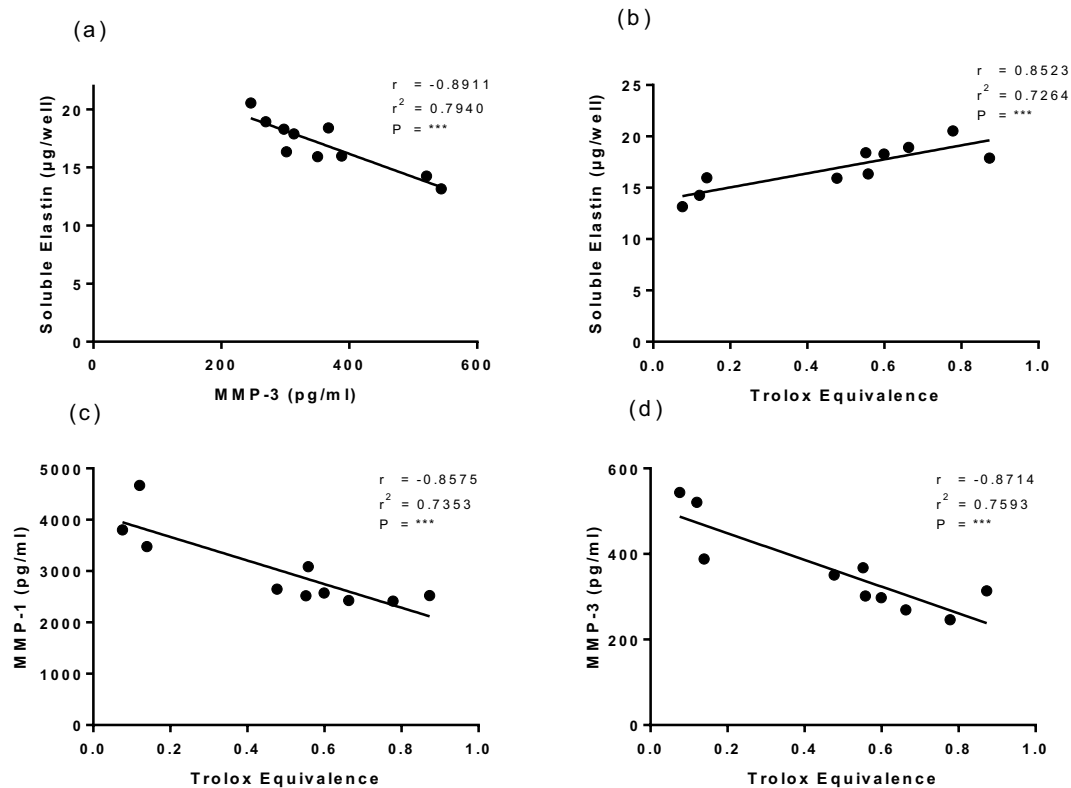 (a)
r = -0.8911
r² = 0.7940
P = ***
Soluble Elastin (µg/well)
20
15
10
5
0
0 200 400 600
MMP-3 (pg/ml)
(b)
r = 0.8523
r² = 0.7264
P = ***
Soluble Elastin (µg/well)
25
20
15
10
5
0
0.0 0.2 0.4 0.6 0.8 1.0
Trolox Equivalence
(c)
r = -0.8575
r² = 0.7353
P = ***
MMP-1 (pg/ml)
5000
4000
3000
2000
1000
0
0.0 0.2 0.4 0.6 0.8 1.0
Trolox Equivalence
(d)
r = -0.8714
r² = 0.7593
P = ***
MMP-3 (pg/ml)
600
400
200
0
0.0 0.2 0.4 0.6 0.8 1.0
Trolox Equivalence